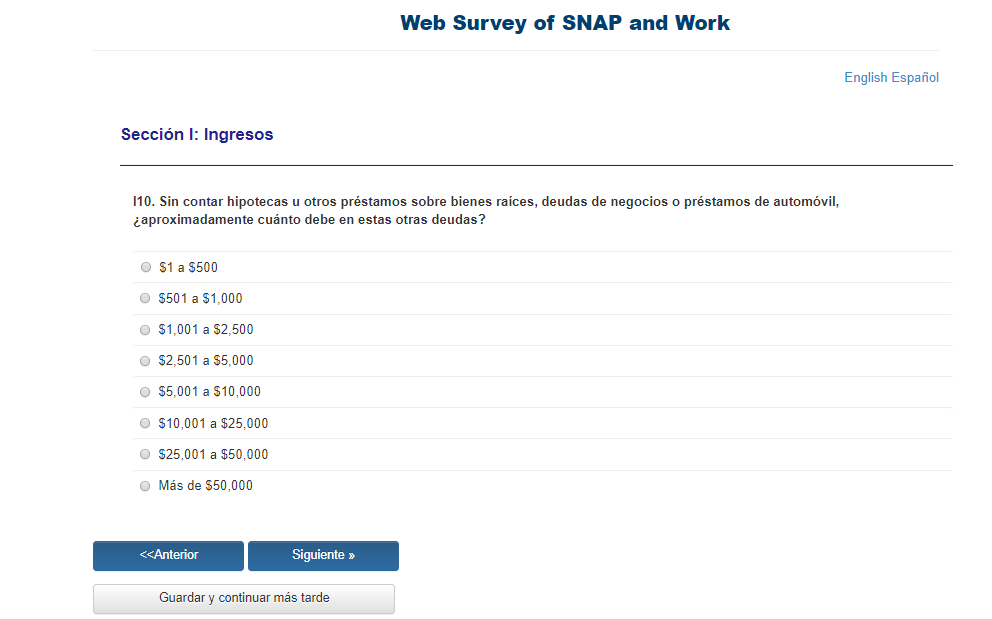 Web Survey of SNAP and Work
English Español
Sección I: Ingresos
I10. Sin contar hipotecas u otros préstamos sobre bienes raíces, deudas de negocios o préstamos de automóvil,
¿aproximadamente cuánto debe en estas otras deudas?
$1 a $500
$501 a $1,000
$1,001 a $2,500
$2,501 a $5,000
$5,001 a $10,000
$10,001 a $25,000
$25,001 a $50,000
Más de $50,000
<<Anterior Siguiente »
Guardar y continuar más tarde